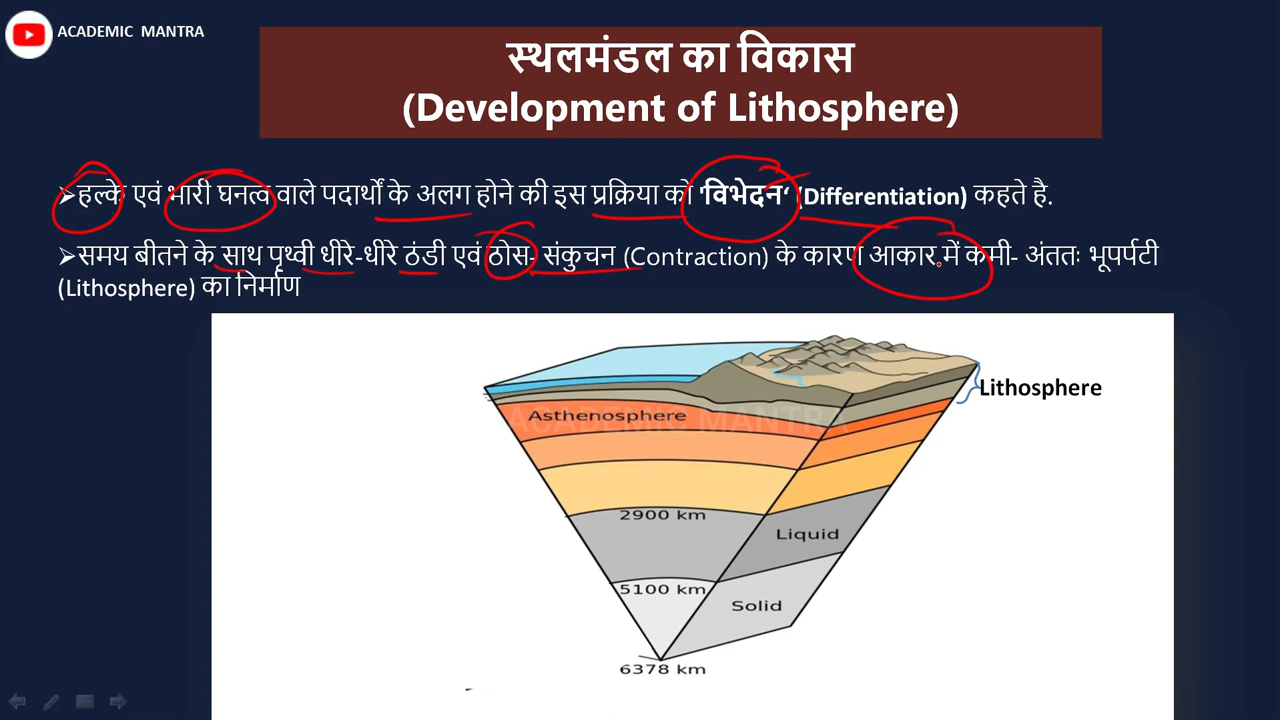 ACADEMIC MANTRA
स्थलमंडल का विकास
(Development of Lithosphere)
➢हल्के एवं भारी घनत्व वाले पदार्थों के अलग होने की इस प्रक्रिया को 'विभेदन‘ (Differentiation) कहते है.
➢समय बीतने के साथ पृथ्वी धीरे-धीरे ठंडी एवं ठोस- संकुचन (Contraction) के कारण आकार में कमी- अंततः भूपर्पटी
(Lithosphere) का निर्माण
Lithosphere
Asthenosphere
ACADEMIC MANTRA
2900 km
Liquid
5100 km
Solid
6378 km